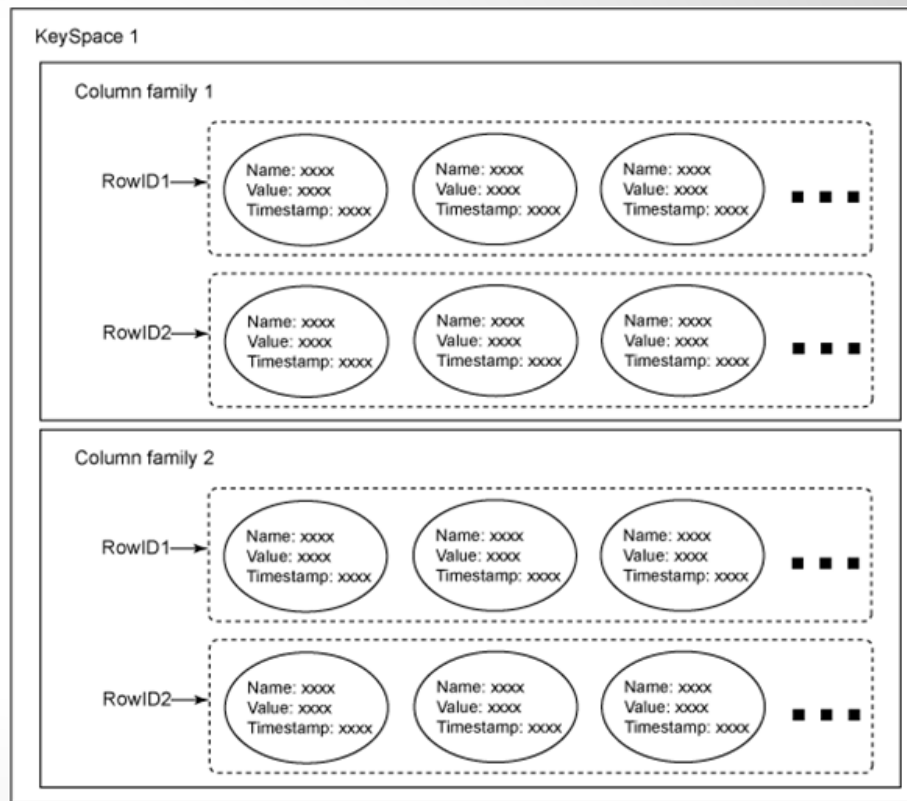 KeySpace 1
Column family 1
RowID1
Name: xxxx
Value: xxxx
Timestamp: xxxx
Name: xxxx
Value: xxxx
Timestamp: xxxx
Name: xxxx
Value: xxxx
Timestamp: xxxx
RowID2
Name: xxxx
Value: xxxx
Timestamp: xxxx
Name: xxxx
Value: xxxx
Timestamp: xxxx
Name: xxxx
Value: xxxx
Timestamp: xxxx
Column family 2
RowID1
Name: xxxx
Value: xxxx
Timestamp: xxxx
Name: xxxx
Value: xxxx
Timestamp: xxxx
Name: xxxx
Value: xxxx
Timestamp: xxxx
RowID2
Name: xxxx
Value: xxxx
Timestamp: xxxx
Name: xxxx
Value: xxxx
Timestamp: xxxx
Name: xxxx
Value: xxxx
Timestamp: xxxx